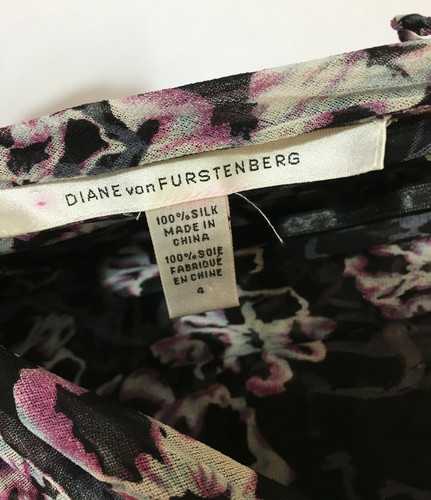 DIANE von FURSTENBERG
100% SILK
MADE IN
CHINA
100% SOIE
FABRIQUÉ
EN CHINE
4